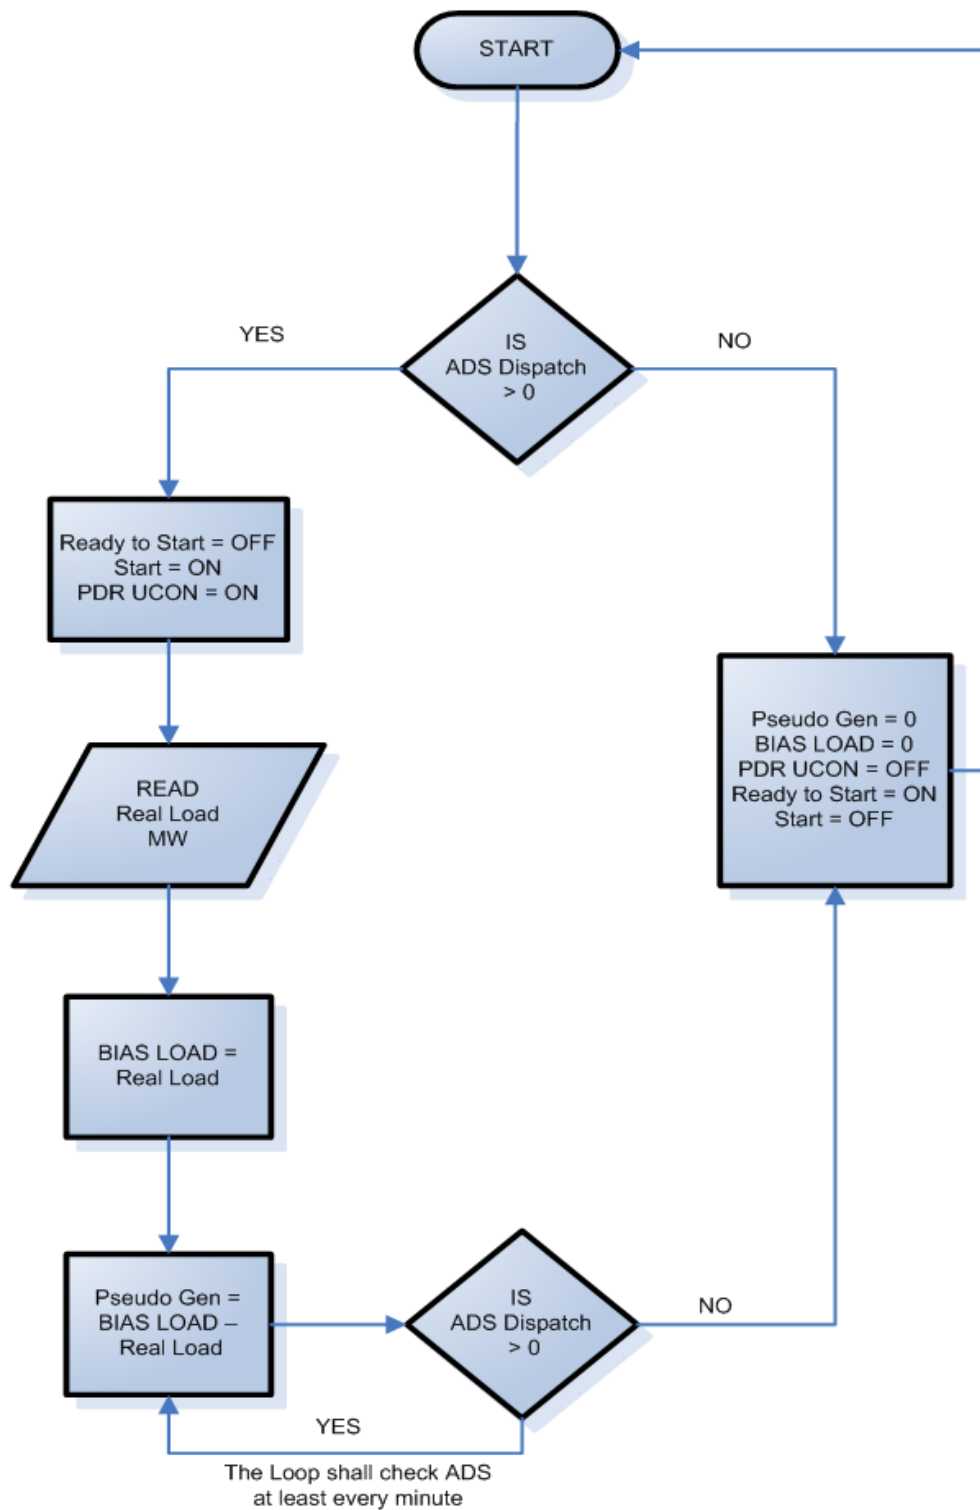 START
YES
IS
ADS Dispatch
> 0
NO
Ready to Start = OFF
Start = ON
PDR UCON = ON
READ
Real Load
MW
Pseudo Gen = 0
BIAS LOAD = 0
PDR UCON = OFF
Ready to Start = ON
Start = OFF
BIAS LOAD =
Real Load
Pseudo Gen =
BIAS LOAD –
Real Load
IS
ADS Dispatch
> 0
NO
YES
The Loop shall check ADS
at least every minute